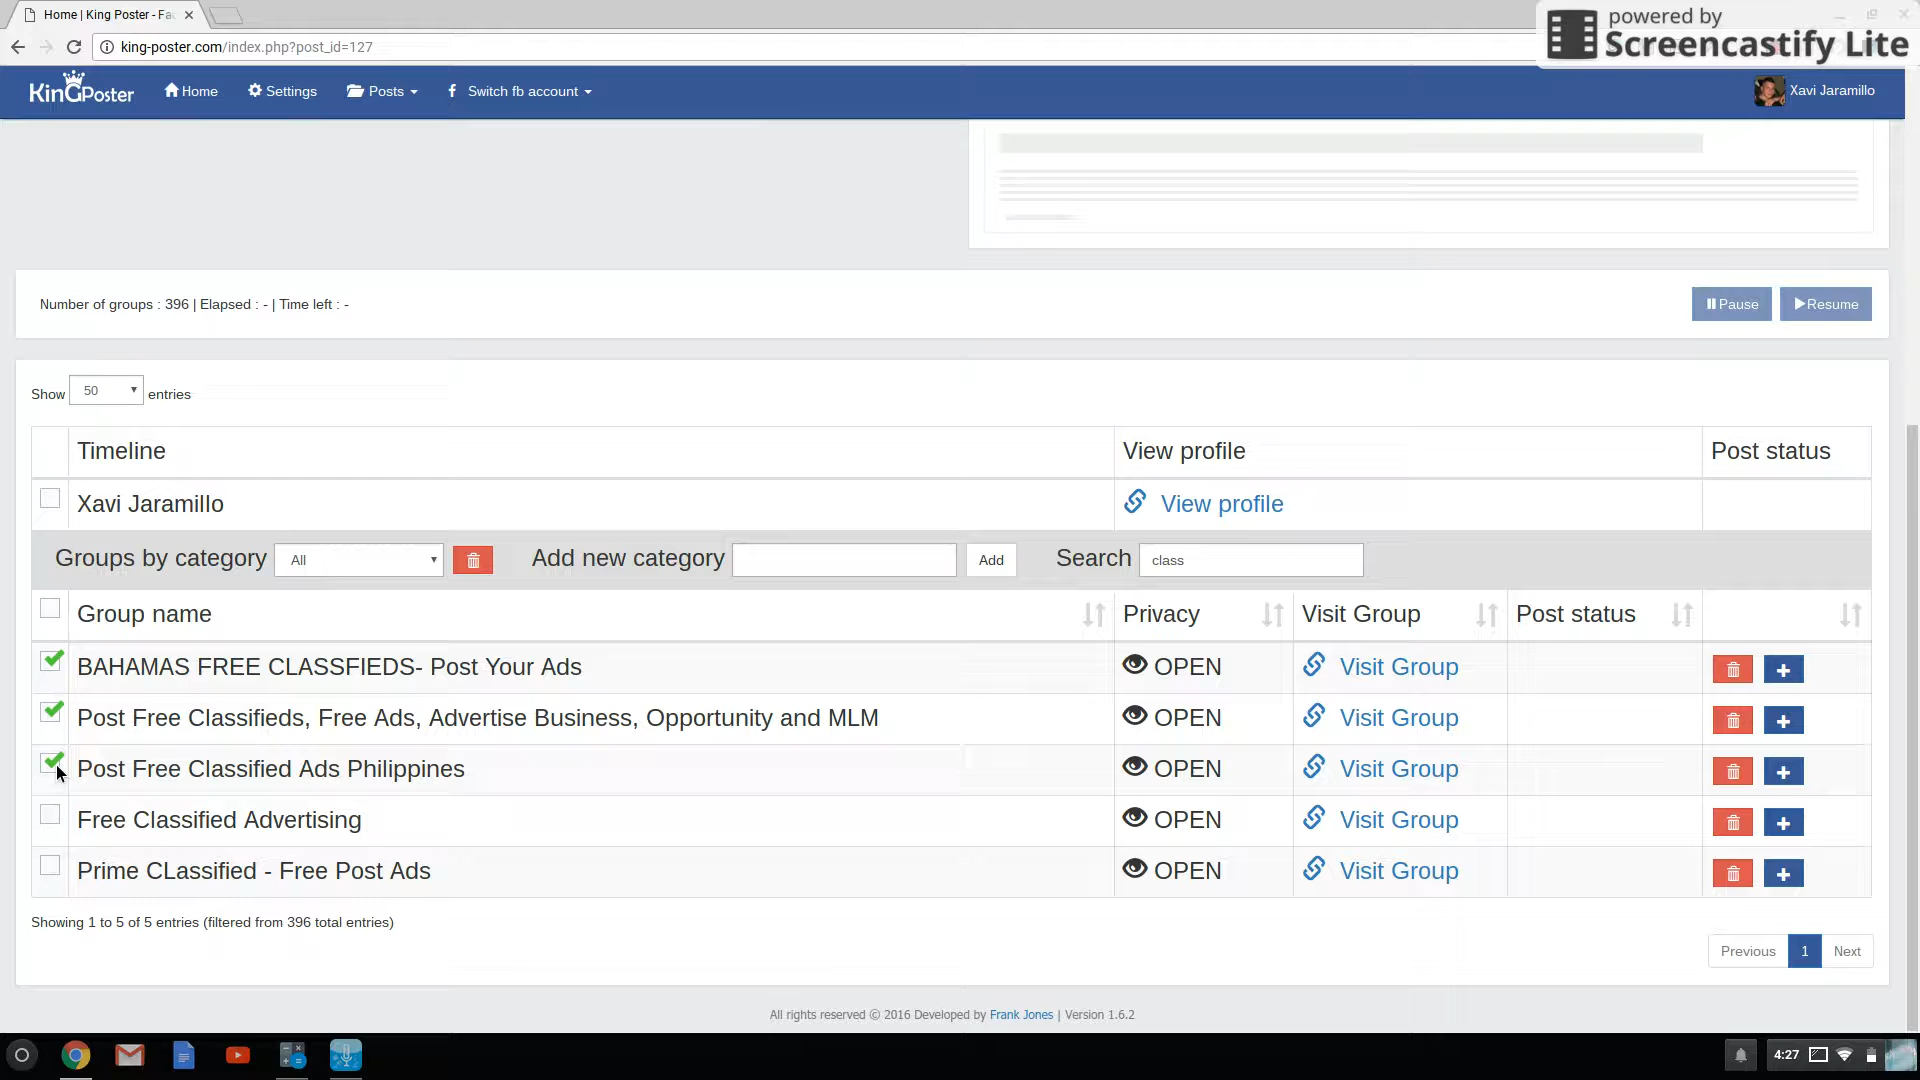 Home | King Poster - Fa
powered by
Screencastify Lite
king-poster.com/index.php?post_id=127
KingPoster
Home
Settings
Posts
Switch fb account
Xavi Jaramillo
Number of groups : 396 | Elapsed : - | Time left : -
Pause
Resume
Show 50 entries
Timeline View profile Post status
Xavi Jaramillo View profile
Groups by category All Add new category Add Search class
Group name Privacy Visit Group Post status
BAHAMAS FREE CLASSFIEDS- Post Your Ads OPEN Visit Group
Post Free Classifieds, Free Ads, Advertise Business, Opportunity and MLM OPEN Visit Group
Post Free Classified Ads Philippines OPEN Visit Group
Free Classified Advertising OPEN Visit Group
Prime CLassified - Free Post Ads OPEN Visit Group
Showing 1 to 5 of 5 entries (filtered from 396 total entries)
Previous 1 Next
All rights reserved © 2016 Developed by Frank Jones | Version 1.6.2
4:27